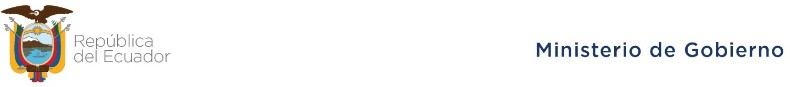 República
del Ecuador
Ministerio de Gobierno